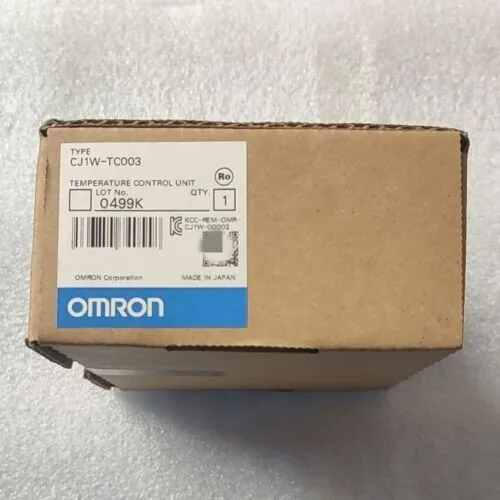 TYPE
CJ1W-TC003
Ro
TEMPERATURE CONTROL UNIT
LOT No. QTY.
0499K 1
KCC-REM-OMR-
CJ1W-00002
OMRON Corporation MADE IN JAPAN
OMRON